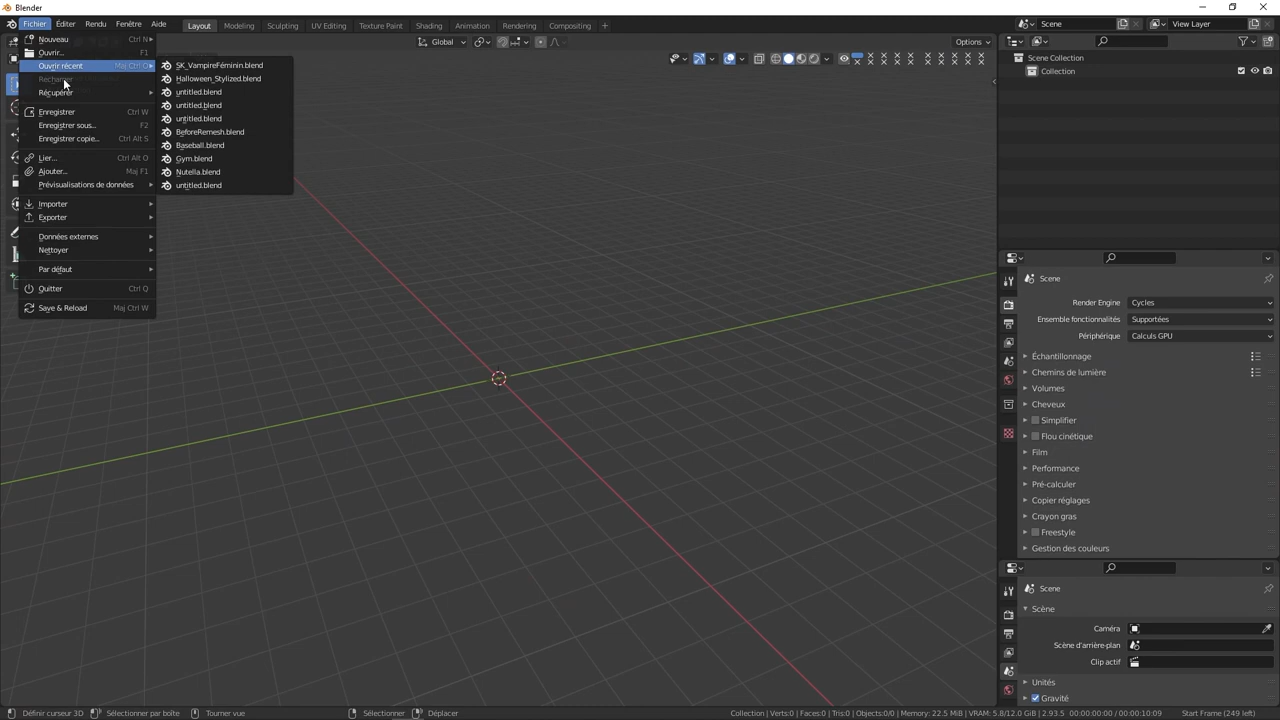 Blender
Fichier Éditer Rendu Fenêtre Aide Layout Modeling Sculpting UV Editing Texture Paint Shading Animation Rendering Compositing + Scene View Layer
Global Options
Nouveau Ctrl N
Ouvrir... F1
Ouvrir récent Maj Ctrl O
Recharger
Récupérer
Enregistrer Ctrl W
Enregistrer sous... F2
Enregistrer copie... Ctrl Alt S
Lier... Ctrl Alt O
Ajouter... Maj F1
Prévisualisations de données
Importer
Exporter
Données externes
Nettoyer
Par défaut
Quitter Ctrl Q
Save & Reload Maj Ctrl W
SK_VampireFéminin.blend
Halloween_Stylized.blend
untitled.blend
untitled.blend
untitled.blend
BeforeRemesh.blend
Baseball.blend
Gym.blend
Nutella.blend
untitled.blend
Scene Collection
Collection
Scene
Render Engine Cycles
Ensemble fonctionnalités Supportées
Périphérique Calculs GPU
Échantillonnage
Chemins de lumière
Volumes
Cheveux
Simplifier
Flou cinétique
Film
Performance
Pré-calculer
Copier réglages
Crayon gras
Freestyle
Gestion des couleurs
Scene
Scène
Caméra
Scène d'arrière-plan
Clip actif
Unités
Gravité
Définir curseur 3D Sélectionner par boîte Tourner vue Sélectionner Déplacer Collection | Verts:0 | Faces:0 | Tris:0 | Objects:0/0 | Memory: 22.5 MiB | VRAM: 5.8/12.0 GiB | 2.93.5 00:00:00:00 / 00:00:10:09 Start Frame (249 left)